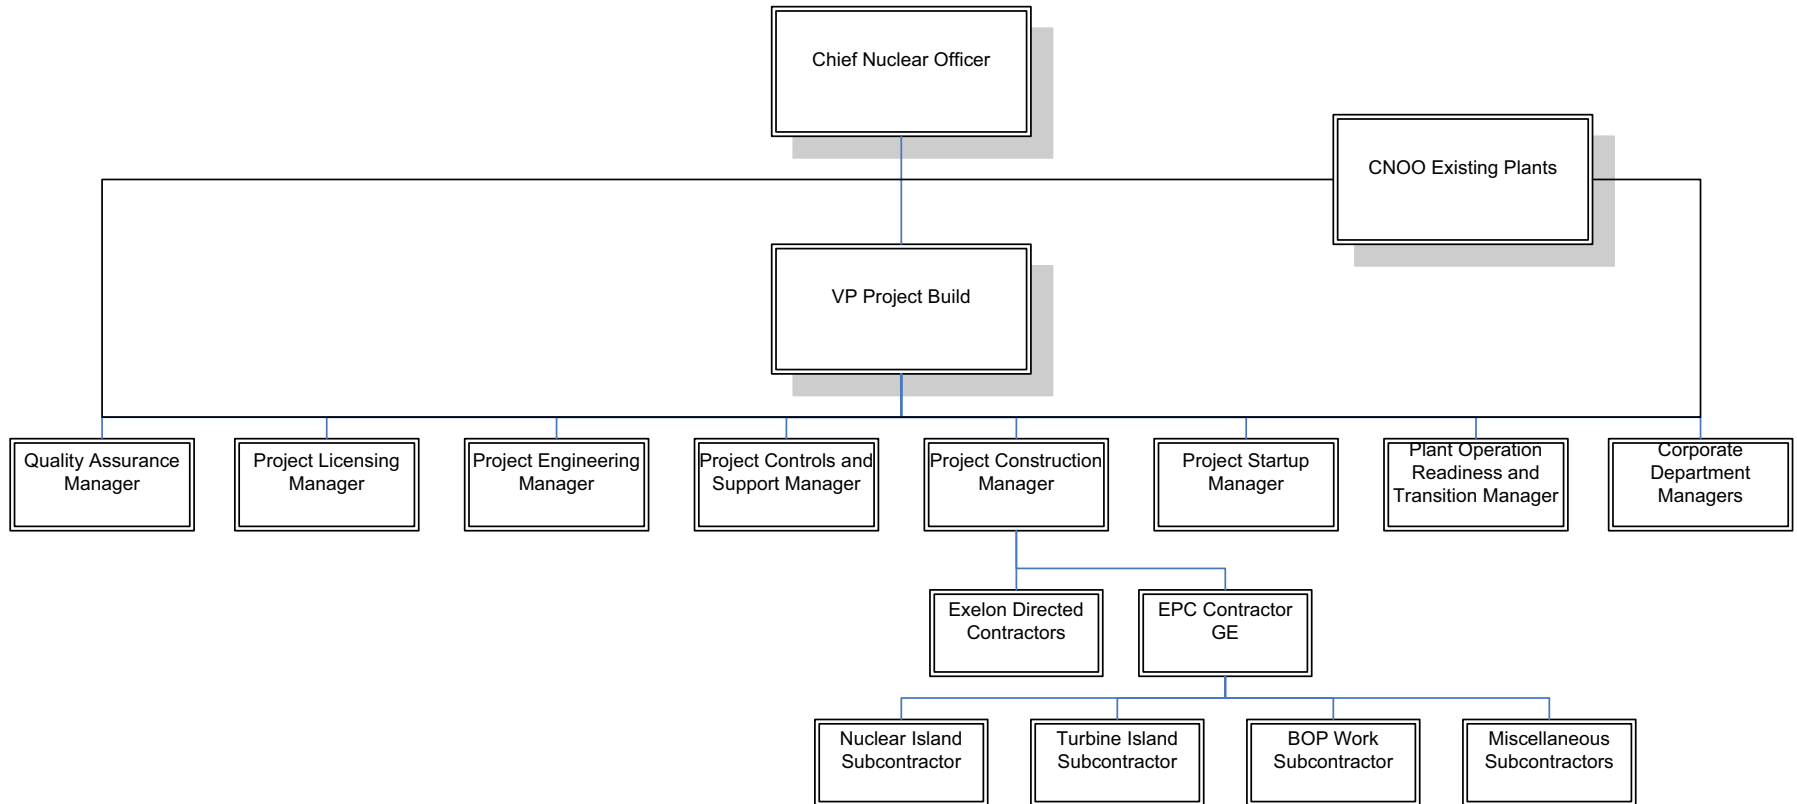 Chief Nuclear Officer
CNOO Existing Plants
VP Project Build
Quality Assurance
Manager
Project Licensing
Manager
Project Engineering
Manager
Project Controls and
Support Manager
Project Construction
Manager
Project Startup
Manager
Plant Operation
Readiness and
Transition Manager
Corporate
Department
Managers
Exelon Directed
Contractors
EPC Contractor
GE
Nuclear Island
Subcontractor
Turbine Island
Subcontractor
BOP Work
Subcontractor
Miscellaneous
Subcontractors